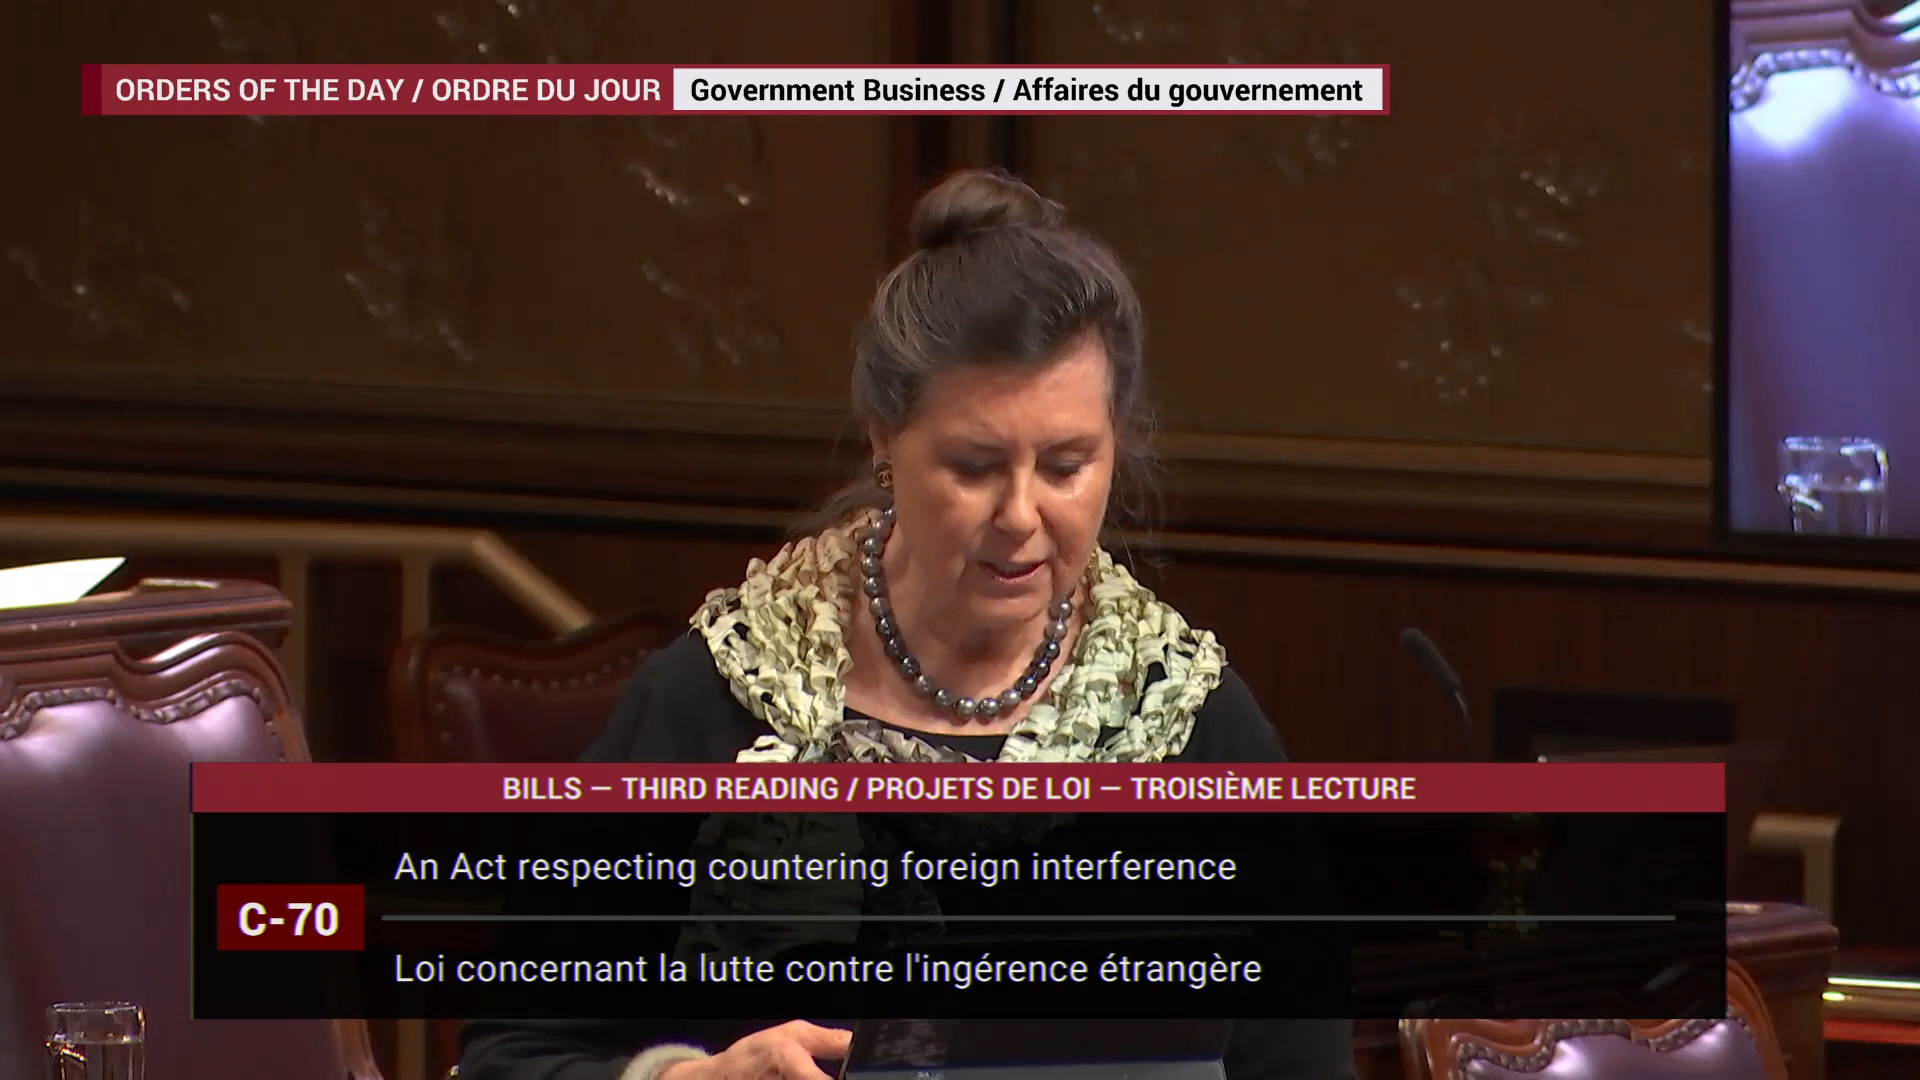 ORDERS OF THE DAY / ORDRE DU JOUR Government Business / Affaires du gouvernement
BILLS — THIRD READING / PROJETS DE LOI — TROISIÈME LECTURE
An Act respecting countering foreign interference
C-70
Loi concernant la lutte contre l'ingérence étrangère